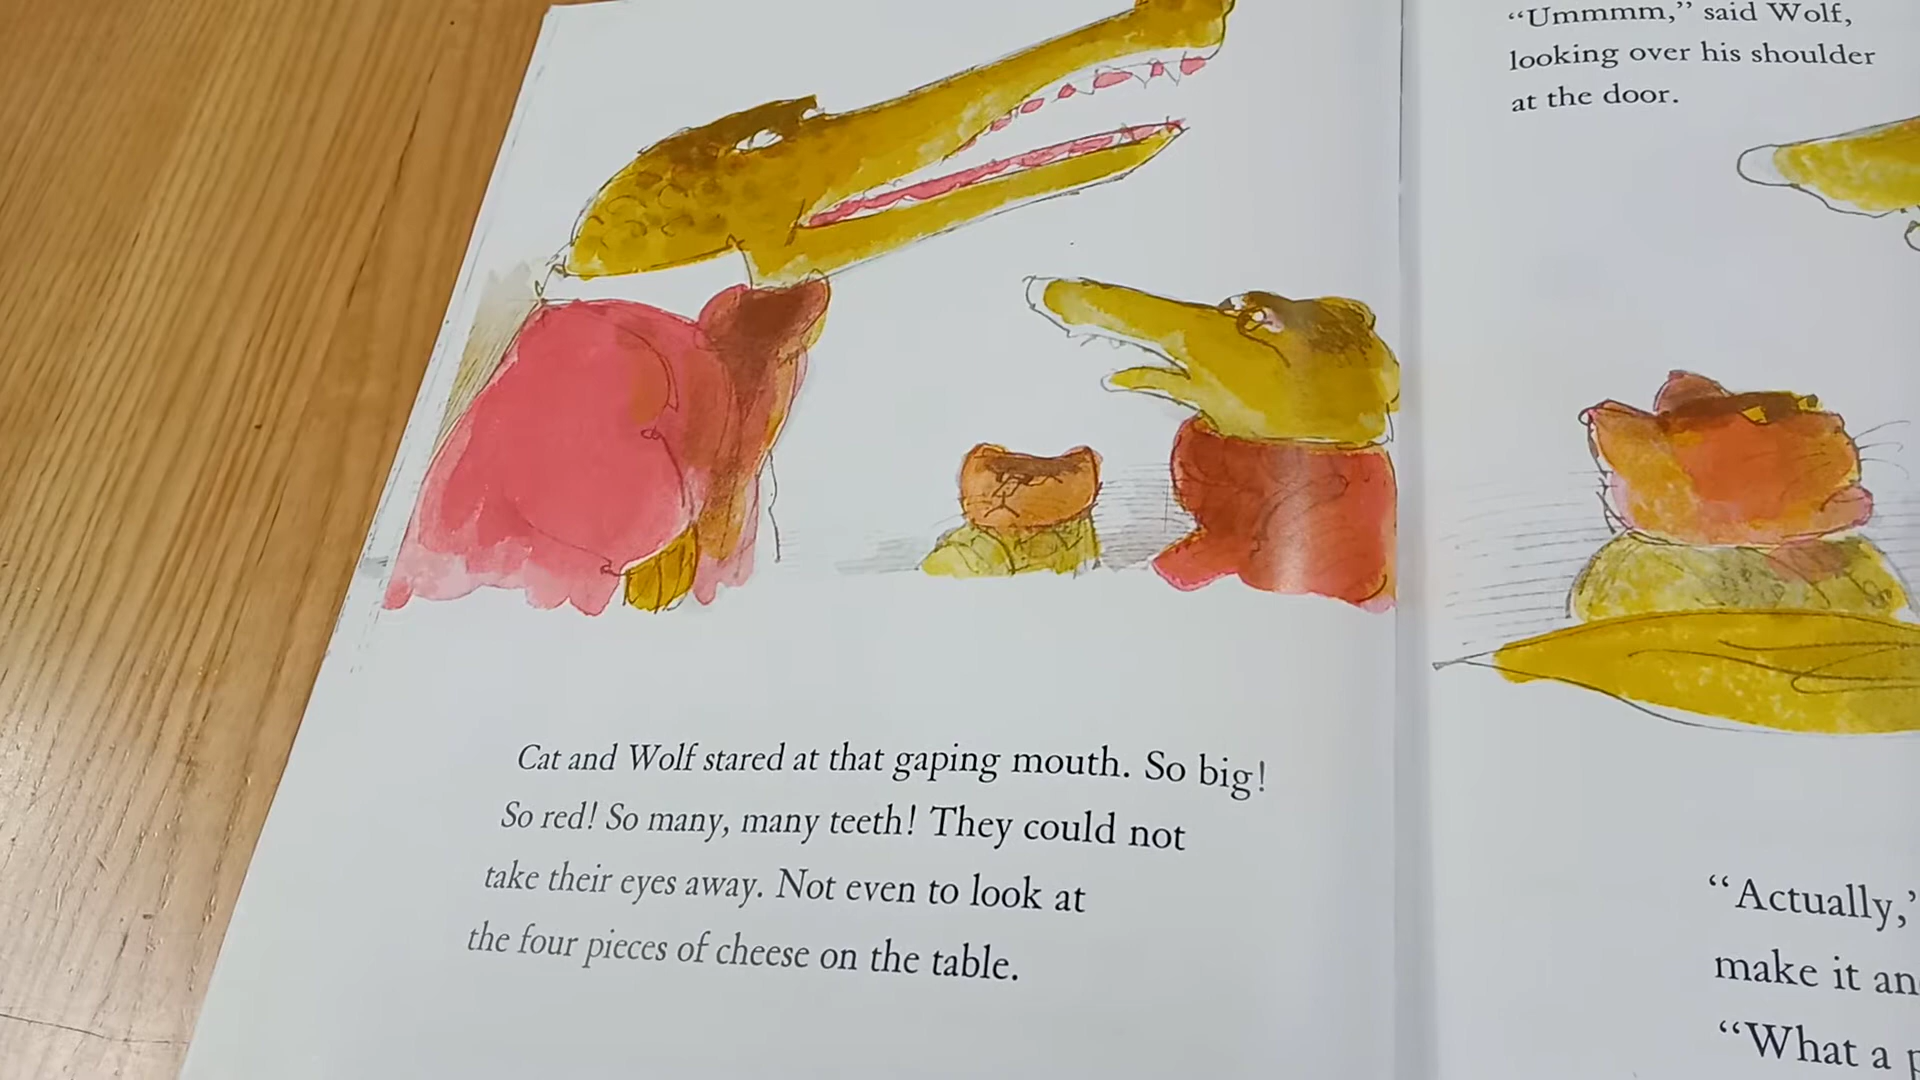 Cat and Wolf stared at that gaping mouth. So big!
So red! So many, many teeth! They could not
take their eyes away. Not even to look at
the four pieces of cheese on the table.
“Ummmm,” said Wolf,
looking over his shoulder
at the door.
“Actually,’
make it an
“What a